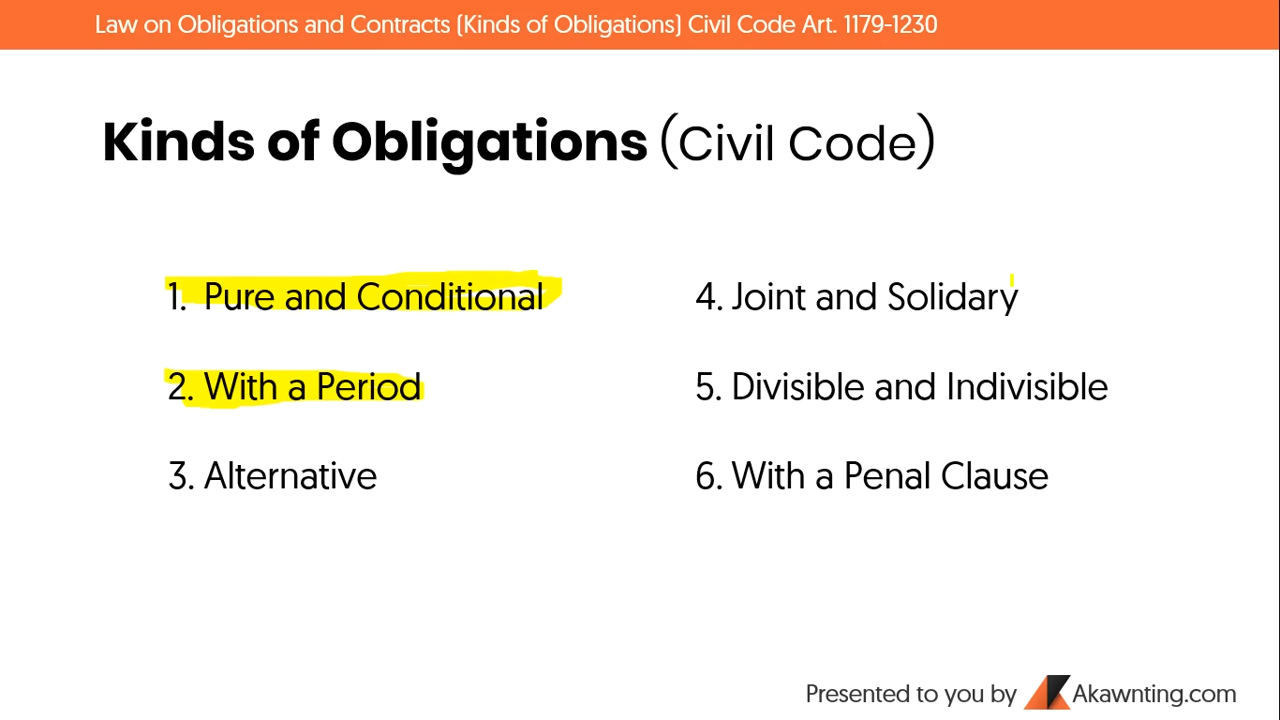 Law on Obligations and Contracts (Kinds of Obligations) Civil Code Art. 1179-1230
Kinds of Obligations (Civil Code)
1. Pure and Conditional
2. With a Period
3. Alternative
4. Joint and Solidary
5. Divisible and Indivisible
6. With a Penal Clause
Presented to you by Akawnting.com